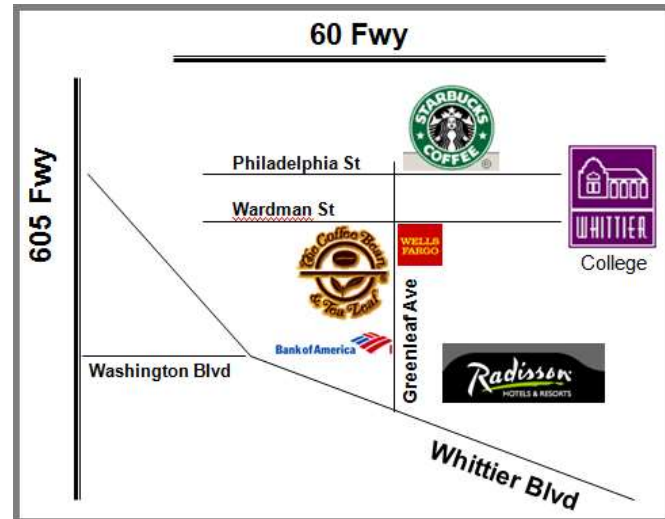 60 Fwy
605 Fwy
STARBUCKS
COFFEE
®
Philadelphia St
Wardman St
WHITTIER
College
The Coffee Bean
& Tea Leaf
WELLS
FARGO
Greenleaf Ave
Bank of America
Washington Blvd
Radisson
HOTELS & RESORTS
Whittier Blvd